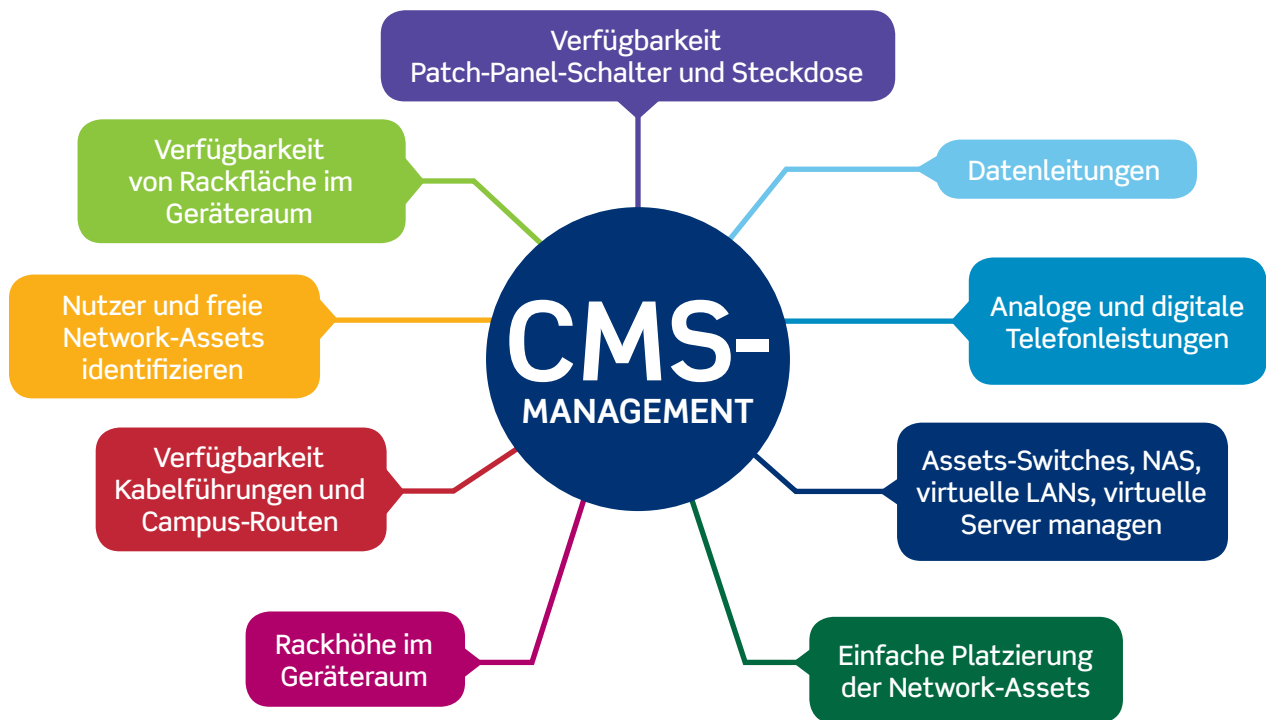 Verfügbarkeit
Patch-Panel-Schalter und Steckdose
Verfügbarkeit
von Rackfläche im
Geräteraum
Datenleitungen
Nutzer und freie
Network-Assets
identifizieren
CMS-
MANAGEMENT
Analoge und digitale
Telefonleistungen
Verfügbarkeit
Kabelführungen und
Campus-Routen
Assets-Switches, NAS,
virtuelle LANs, virtuelle
Server managen
Rackhöhe im
Geräteraum
Einfache Platzierung
der Network-Assets